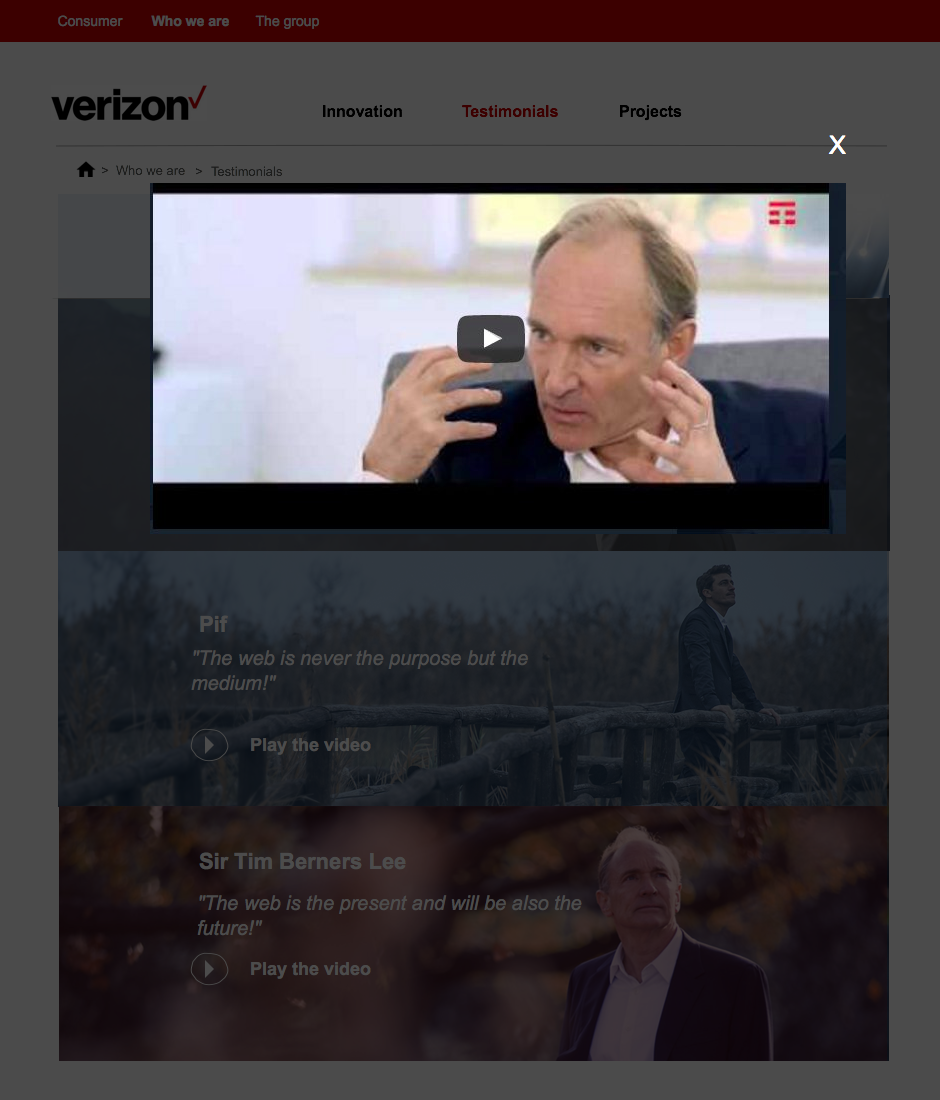 Consumer Who we are The group
verizon
Innovation Testimonials Projects
X
> Who we are > Testimonials
Pif
"The web is never the purpose but the
medium!"
Play the video
Sir Tim Berners Lee
"The web is the present and will be also the
future!"
Play the video